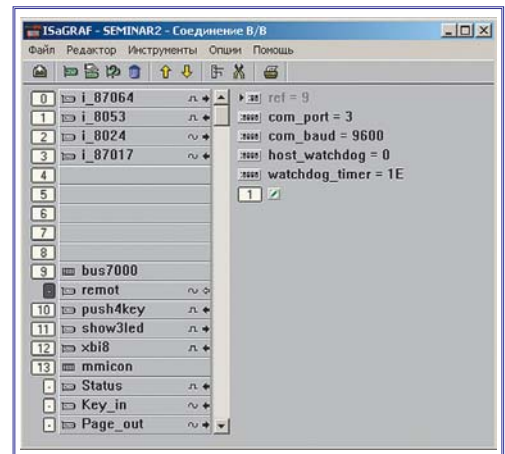 ISaGRAF - SEMINAR2 - Соединение В/В
Файл Редактор Инструменты Опции Помощь
0 i_87064
1 i_8053
2 i_8024
3 i_87017
4
5
6
7
8
9 bus7000
remot
10 push4key
11 show3led
12 xbi8
13 mmicon
Status
Key_in
Page_out
ref = 9
com_port = 3
com_baud = 9600
host_watchdog = 0
watchdog_timer = 1E
1